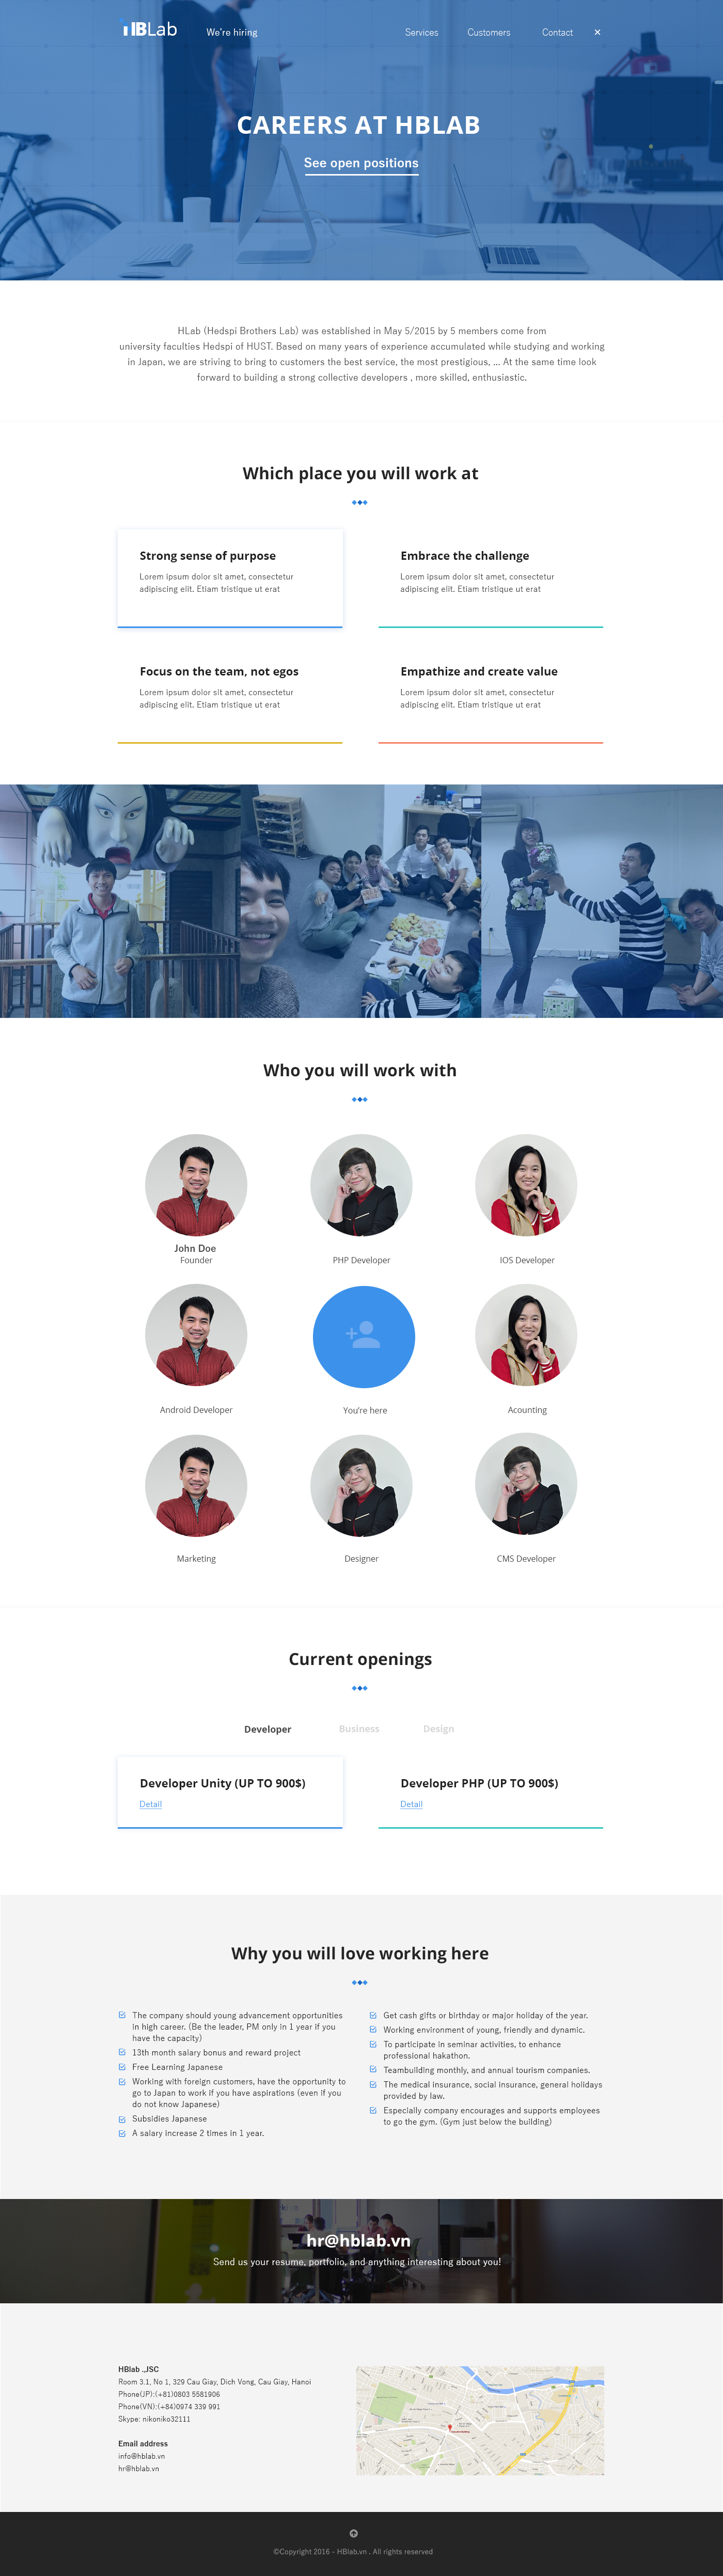 HBLab
We're hiring
Services
Customers
Contact
CAREERS AT HBLAB
See open positions
HLab (Hedspi Brothers Lab) was established in May 5/2015 by 5 members come from
university faculties Hedspi of HUST. Based on many years of experience accumulated while studying and working
in Japan, we are striving to bring to customers the best service, the most prestigious, ... At the same time look
forward to building a strong collective developers , more skilled, enthusiastic.
Which place you will work at
Strong sense of purpose
Lorem ipsum dolor sit amet, consectetur
adipiscing elit. Etiam tristique ut erat
Embrace the challenge
Lorem ipsum dolor sit amet, consectetur
adipiscing elit. Etiam tristique ut erat
Focus on the team, not egos
Lorem ipsum dolor sit amet, consectetur
adipiscing elit. Etiam tristique ut erat
Empathize and create value
Lorem ipsum dolor sit amet, consectetur
adipiscing elit. Etiam tristique ut erat
Who you will work with
John Doe
Founder
PHP Developer
IOS Developer
Android Developer
You're here
Acounting
Marketing
Designer
CMS Developer
Current openings
Developer
Business
Design
Developer Unity (UP TO 900$)
Detail
Developer PHP (UP TO 900$)
Detail
Why you will love working here
The company should young advancement opportunities
in high career. (Be the leader, PM only in 1 year if you
have the capacity)
13th month salary bonus and reward project
Free Learning Japanese
Working with foreign customers, have the opportunity to
go to Japan to work if you have aspirations (even if you
do not know Japanese)
Subsidies Japanese
A salary increase 2 times in 1 year.
Get cash gifts or birthday or major holiday of the year.
Working environment of young, friendly and dynamic.
To participate in seminar activities, to enhance
professional hakathon.
Teambuilding monthly, and annual tourism companies.
The medical insurance, social insurance, general holidays
provided by law.
Especially company encourages and supports employees
to go the gym. (Gym just below the building)
hr@hblab.vn
Send us your resume, portfolio, and anything interesting about you!
HBlab .,JSC
Room 3.1, No 1, 329 Cau Giay, Dich Vong, Cau Giay, Hanoi
Phone(JP):(+81)0803 5581906
Phone(VN):(+84)0974 339 991
Skype: nikoniko32111
Email address
info@hblab.vn
hr@hblab.vn
©Copyright 2016 - HBlab.vn . All rights reserved